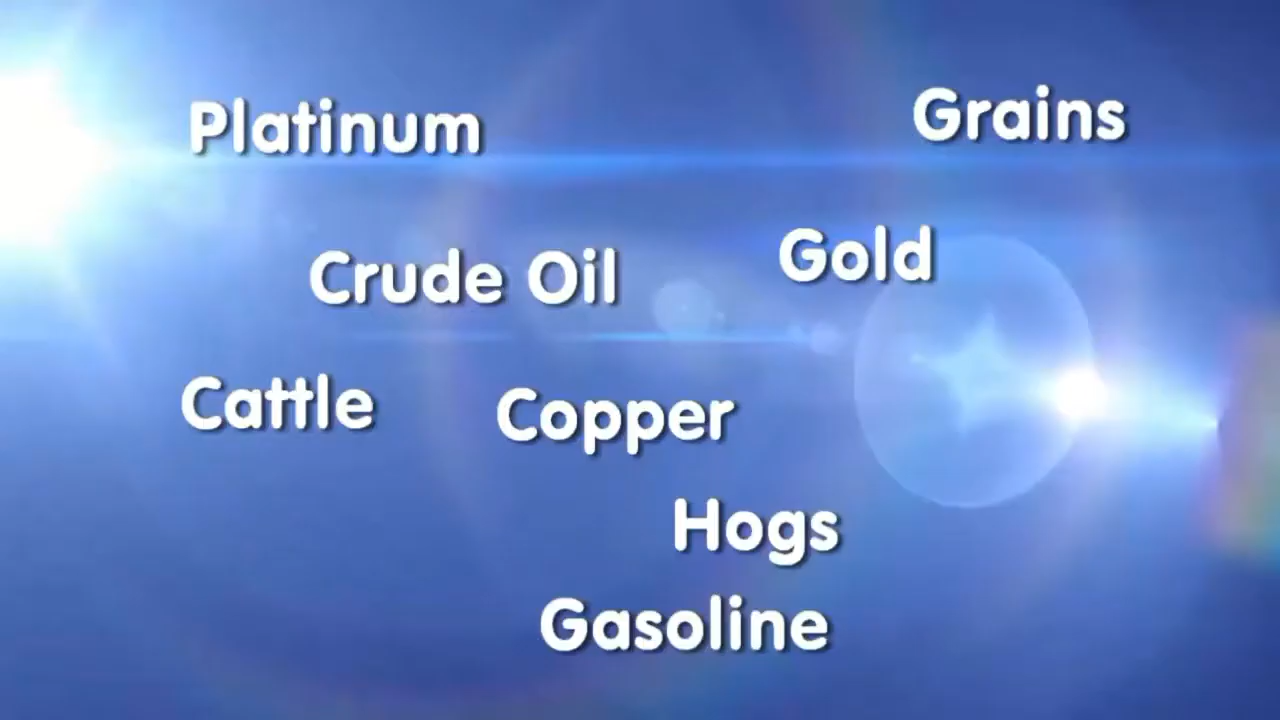 Platinum
Grains
Crude Oil
Gold
Cattle
Copper
Hogs
Gasoline